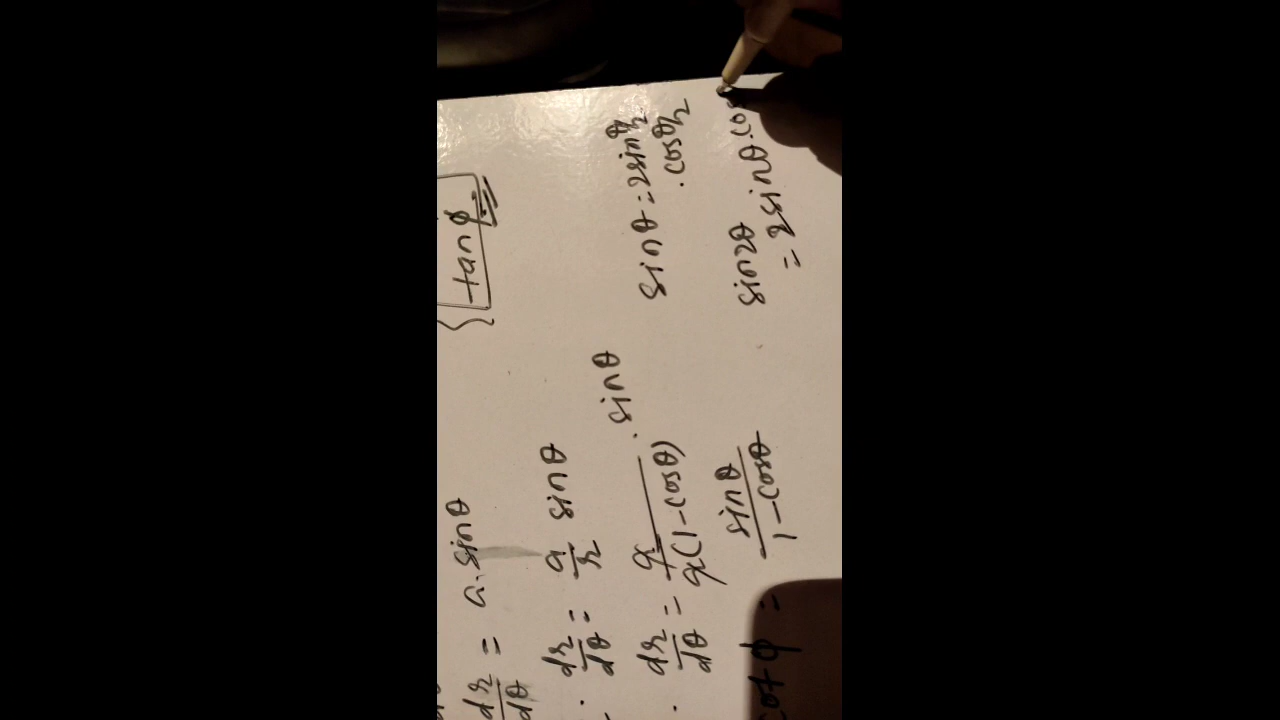 { tanφ
dr/dθ = a.sinθ
. dr/dθ = a/r sinθ
. dr/dθ = a/a(1-cosθ) . sinθ
cotφ = sinθ/1-cosθ
sinθ = 2sinθ/2
. cosθ/2
sin2θ
= 2sinθ.co